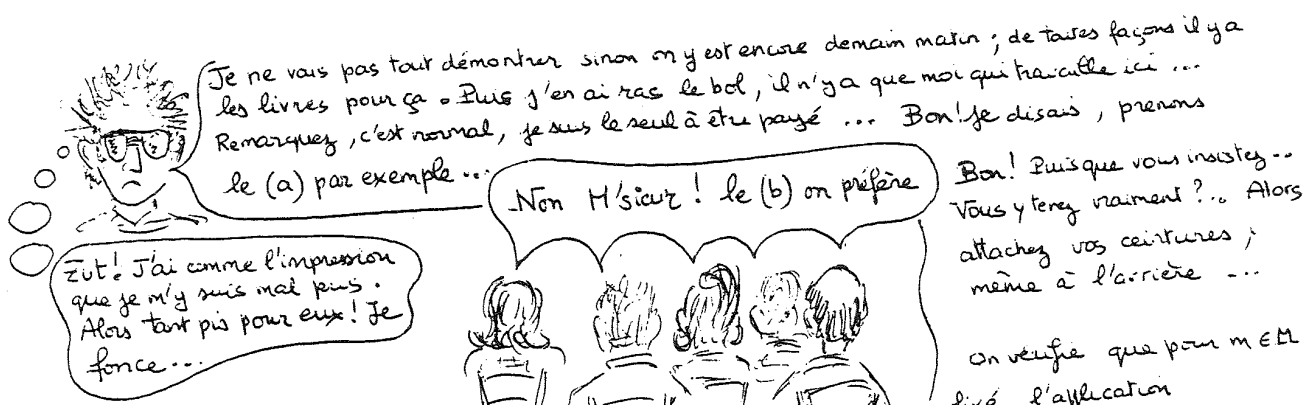 Je ne vais pas tout démontrer sinon on y est encore demain matin ; de toutes façons il y a
les livres pour ça. Puis j'en ai ras le bol, il n'y a que moi qui travaille ici ...
Remarquez, c'est normal, je suis le seul à être payé ... Bon! Je disais, prenons
le (a) par exemple ...
Non M'sieur ! le (b) on préfère
Zut! J'ai comme l'impression
que je m'y suis mal pris.
Alors tant pis pour eux! Je
fonce...
Bon! Puisque vous insistez...
Vous y tenez vraiment ?.. Alors
attachez vos ceintures ;
même à l'arrière ...
On vérifie que pour m ∈ M
fixé l'application